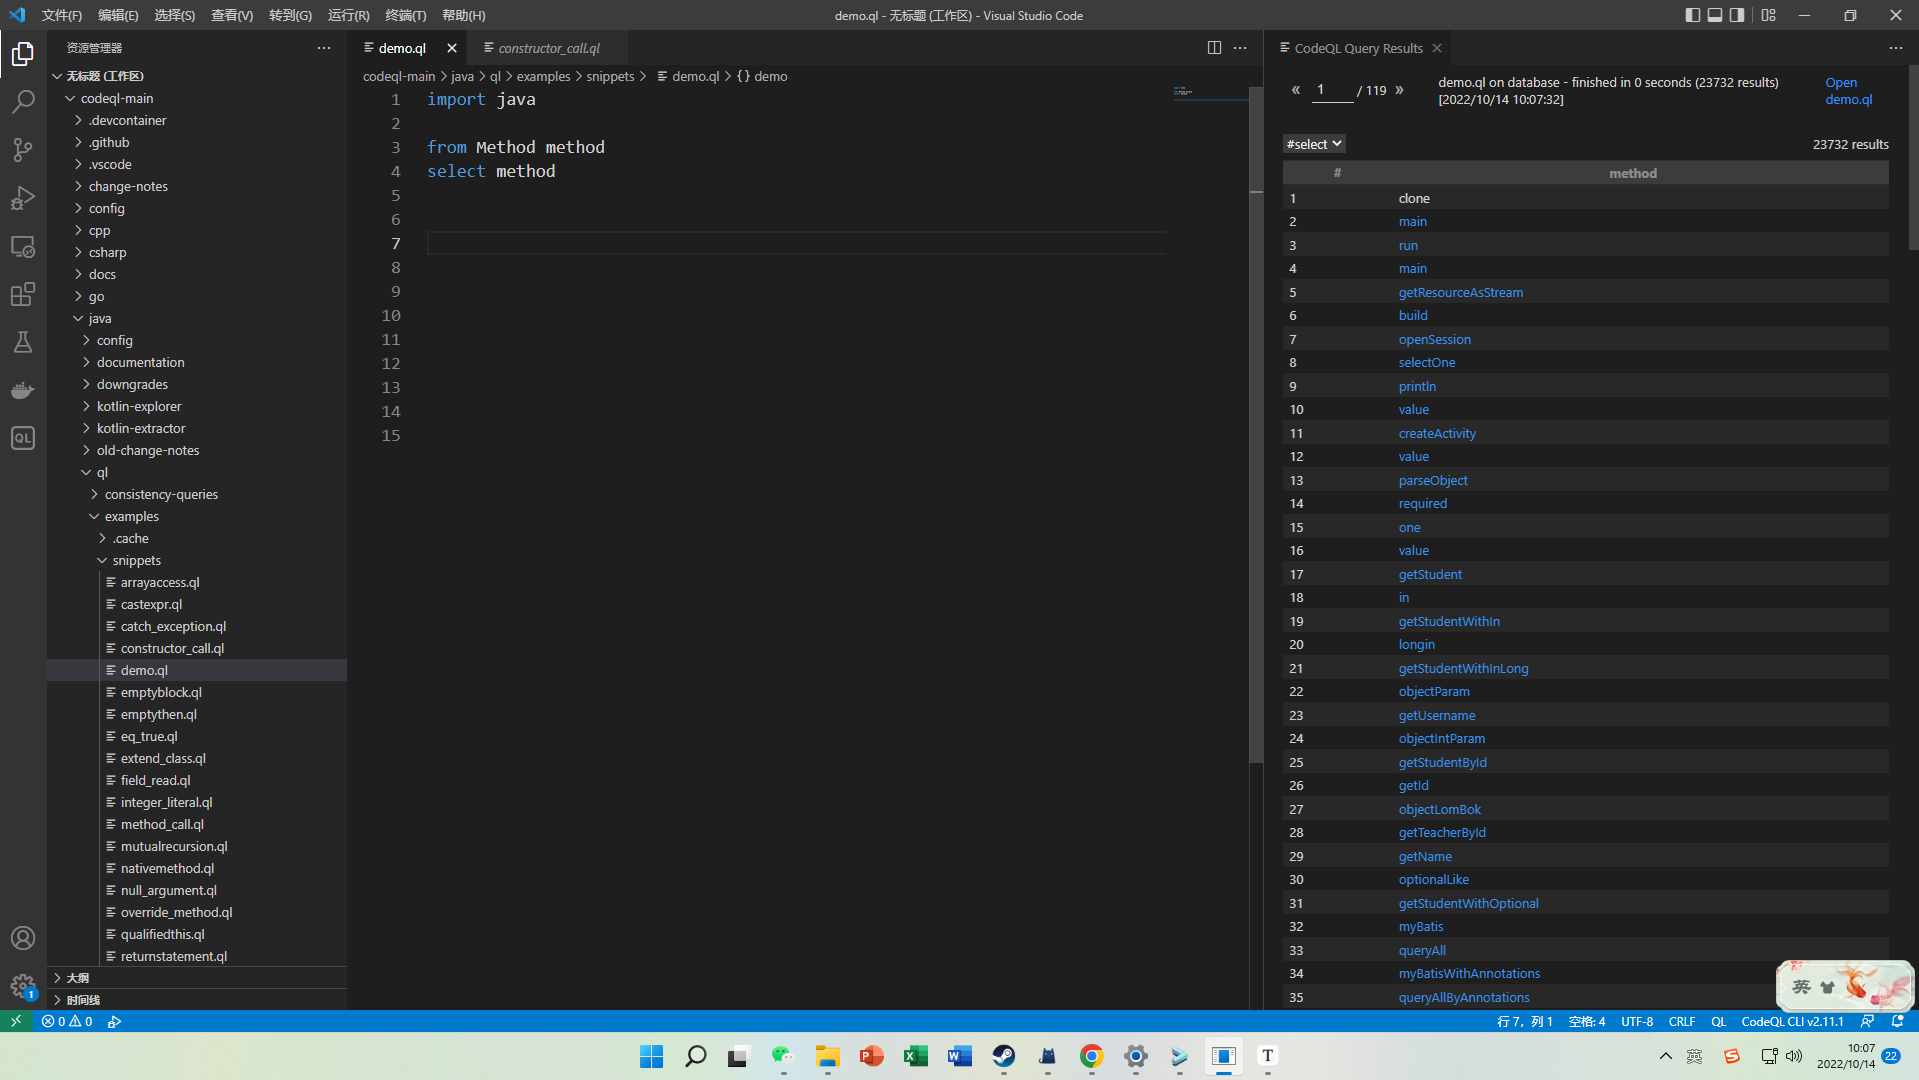 文件(F) 编辑(E) 选择(S) 查看(V) 转到(G) 运行(R) 终端(T) 帮助(H)
demo.ql - 无标题 (工作区) - Visual Studio Code
资源管理器
无标题 (工作区)
codeql-main
.devcontainer
.github
.vscode
change-notes
config
cpp
csharp
docs
go
java
config
documentation
downgrades
kotlin-explorer
kotlin-extractor
old-change-notes
ql
consistency-queries
examples
.cache
snippets
arrayaccess.ql
castexpr.ql
catch_exception.ql
constructor_call.ql
demo.ql
emptyblock.ql
emptythen.ql
eq_true.ql
extend_class.ql
field_read.ql
integer_literal.ql
method_call.ql
mutualrecursion.ql
nativemethod.ql
null_argument.ql
override_method.ql
qualifiedthis.ql
returnstatement.ql
大纲
时间线
demo.ql constructor_call.ql
codeql-main > java > ql > examples > snippets > demo.ql > {} demo
1 import java
2
3 from Method method
4 select method
5
6
7
8
9
10
11
12
13
14
15
CodeQL Query Results
« 1 / 119 »
demo.ql on database - finished in 0 seconds (23732 results)
[2022/10/14 10:07:32]
Open
demo.ql
#select 23732 results
# method
1 clone
2 main
3 run
4 main
5 getResourceAsStream
6 build
7 openSession
8 selectOne
9 println
10 value
11 createActivity
12 value
13 parseObject
14 required
15 one
16 value
17 getStudent
18 in
19 getStudentWithIn
20 longin
21 getStudentWithInLong
22 objectParam
23 getUsername
24 objectIntParam
25 getStudentById
26 getId
27 objectLomBok
28 getTeacherById
29 getName
30 optionalLike
31 getStudentWithOptional
32 myBatis
33 queryAll
34 myBatisWithAnnotations
35 queryAllByAnnotations
英
QL
1
0 0
行 7，列 1 空格: 4 UTF-8 CRLF QL CodeQL CLI v2.11.1
P X W T
英 S 10:07
2022/10/14 22